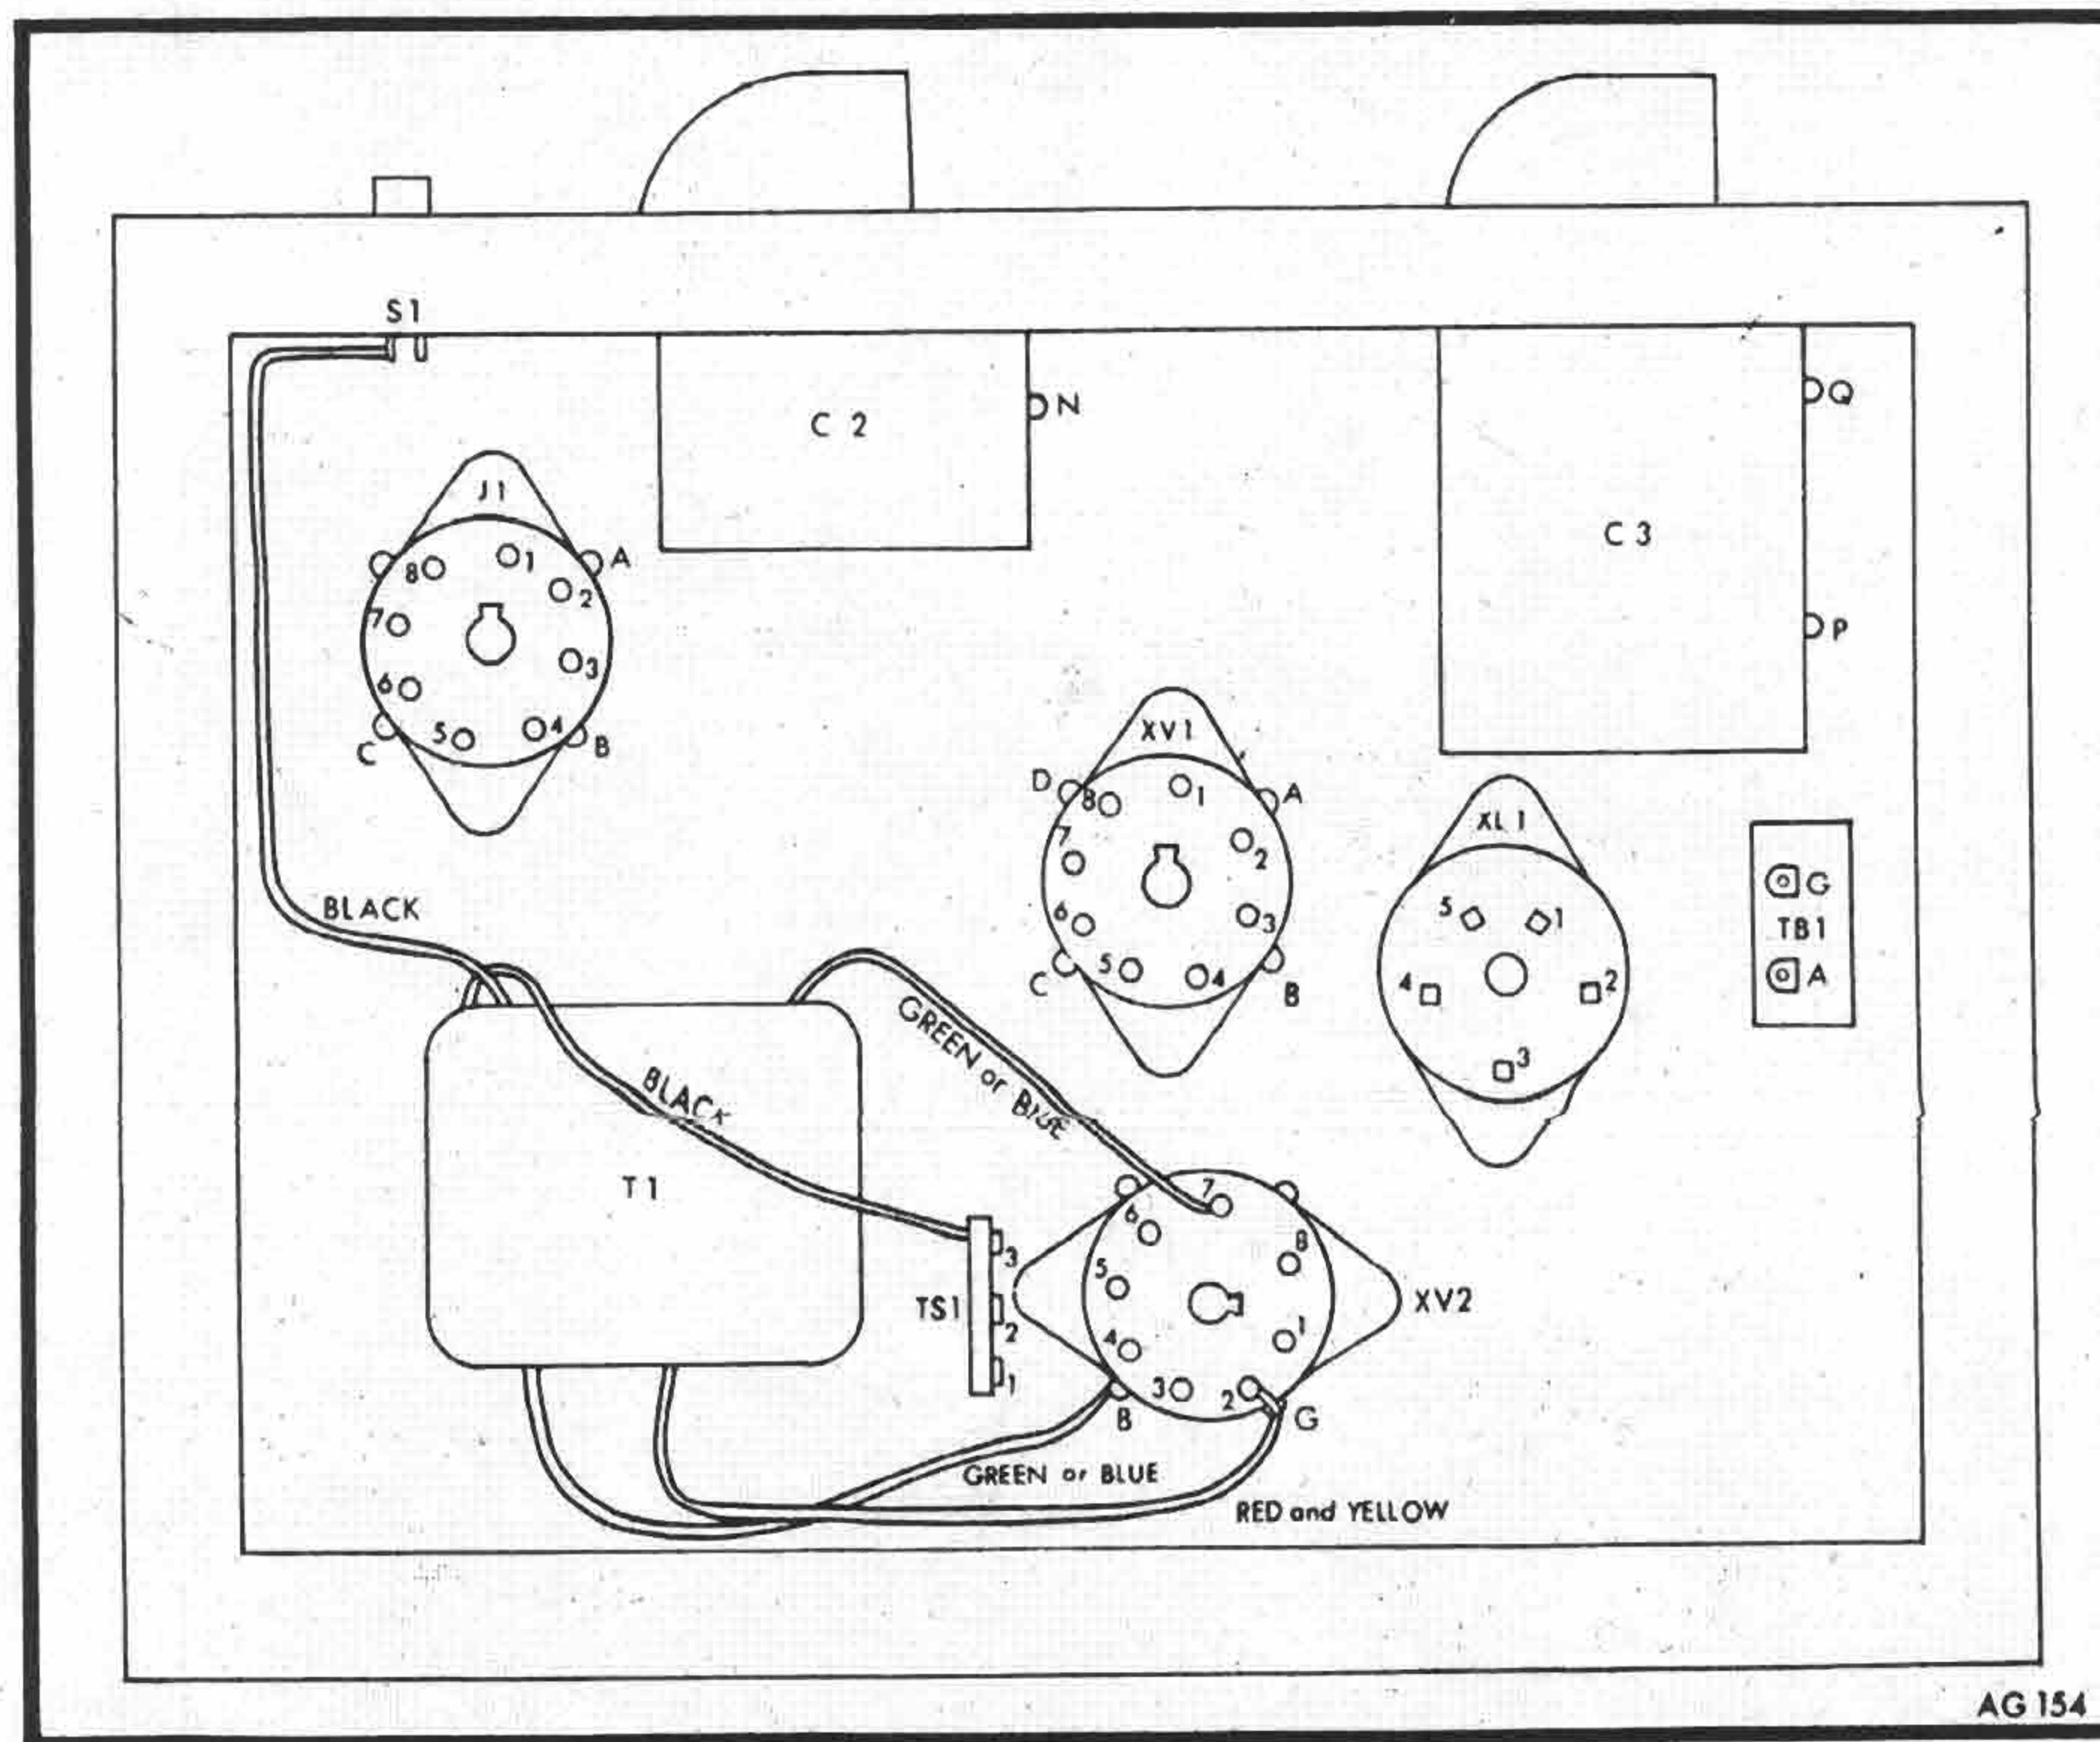 S1
C 2
N
Q
C 3
P
J1
8
1
A
2
7
3
6
5
4
C
B
XV1
D
8
1
A
7
2
6
3
C
5
4
B
XL 1
5
1
4
2
3
G
TB1
A
BLACK
BLACK
GREEN or BLUE
T1
TS1
3
2
1
7
6
8
5
4
1
3
2
B
G
XV2
GREEN or BLUE
RED and YELLOW
AG 154